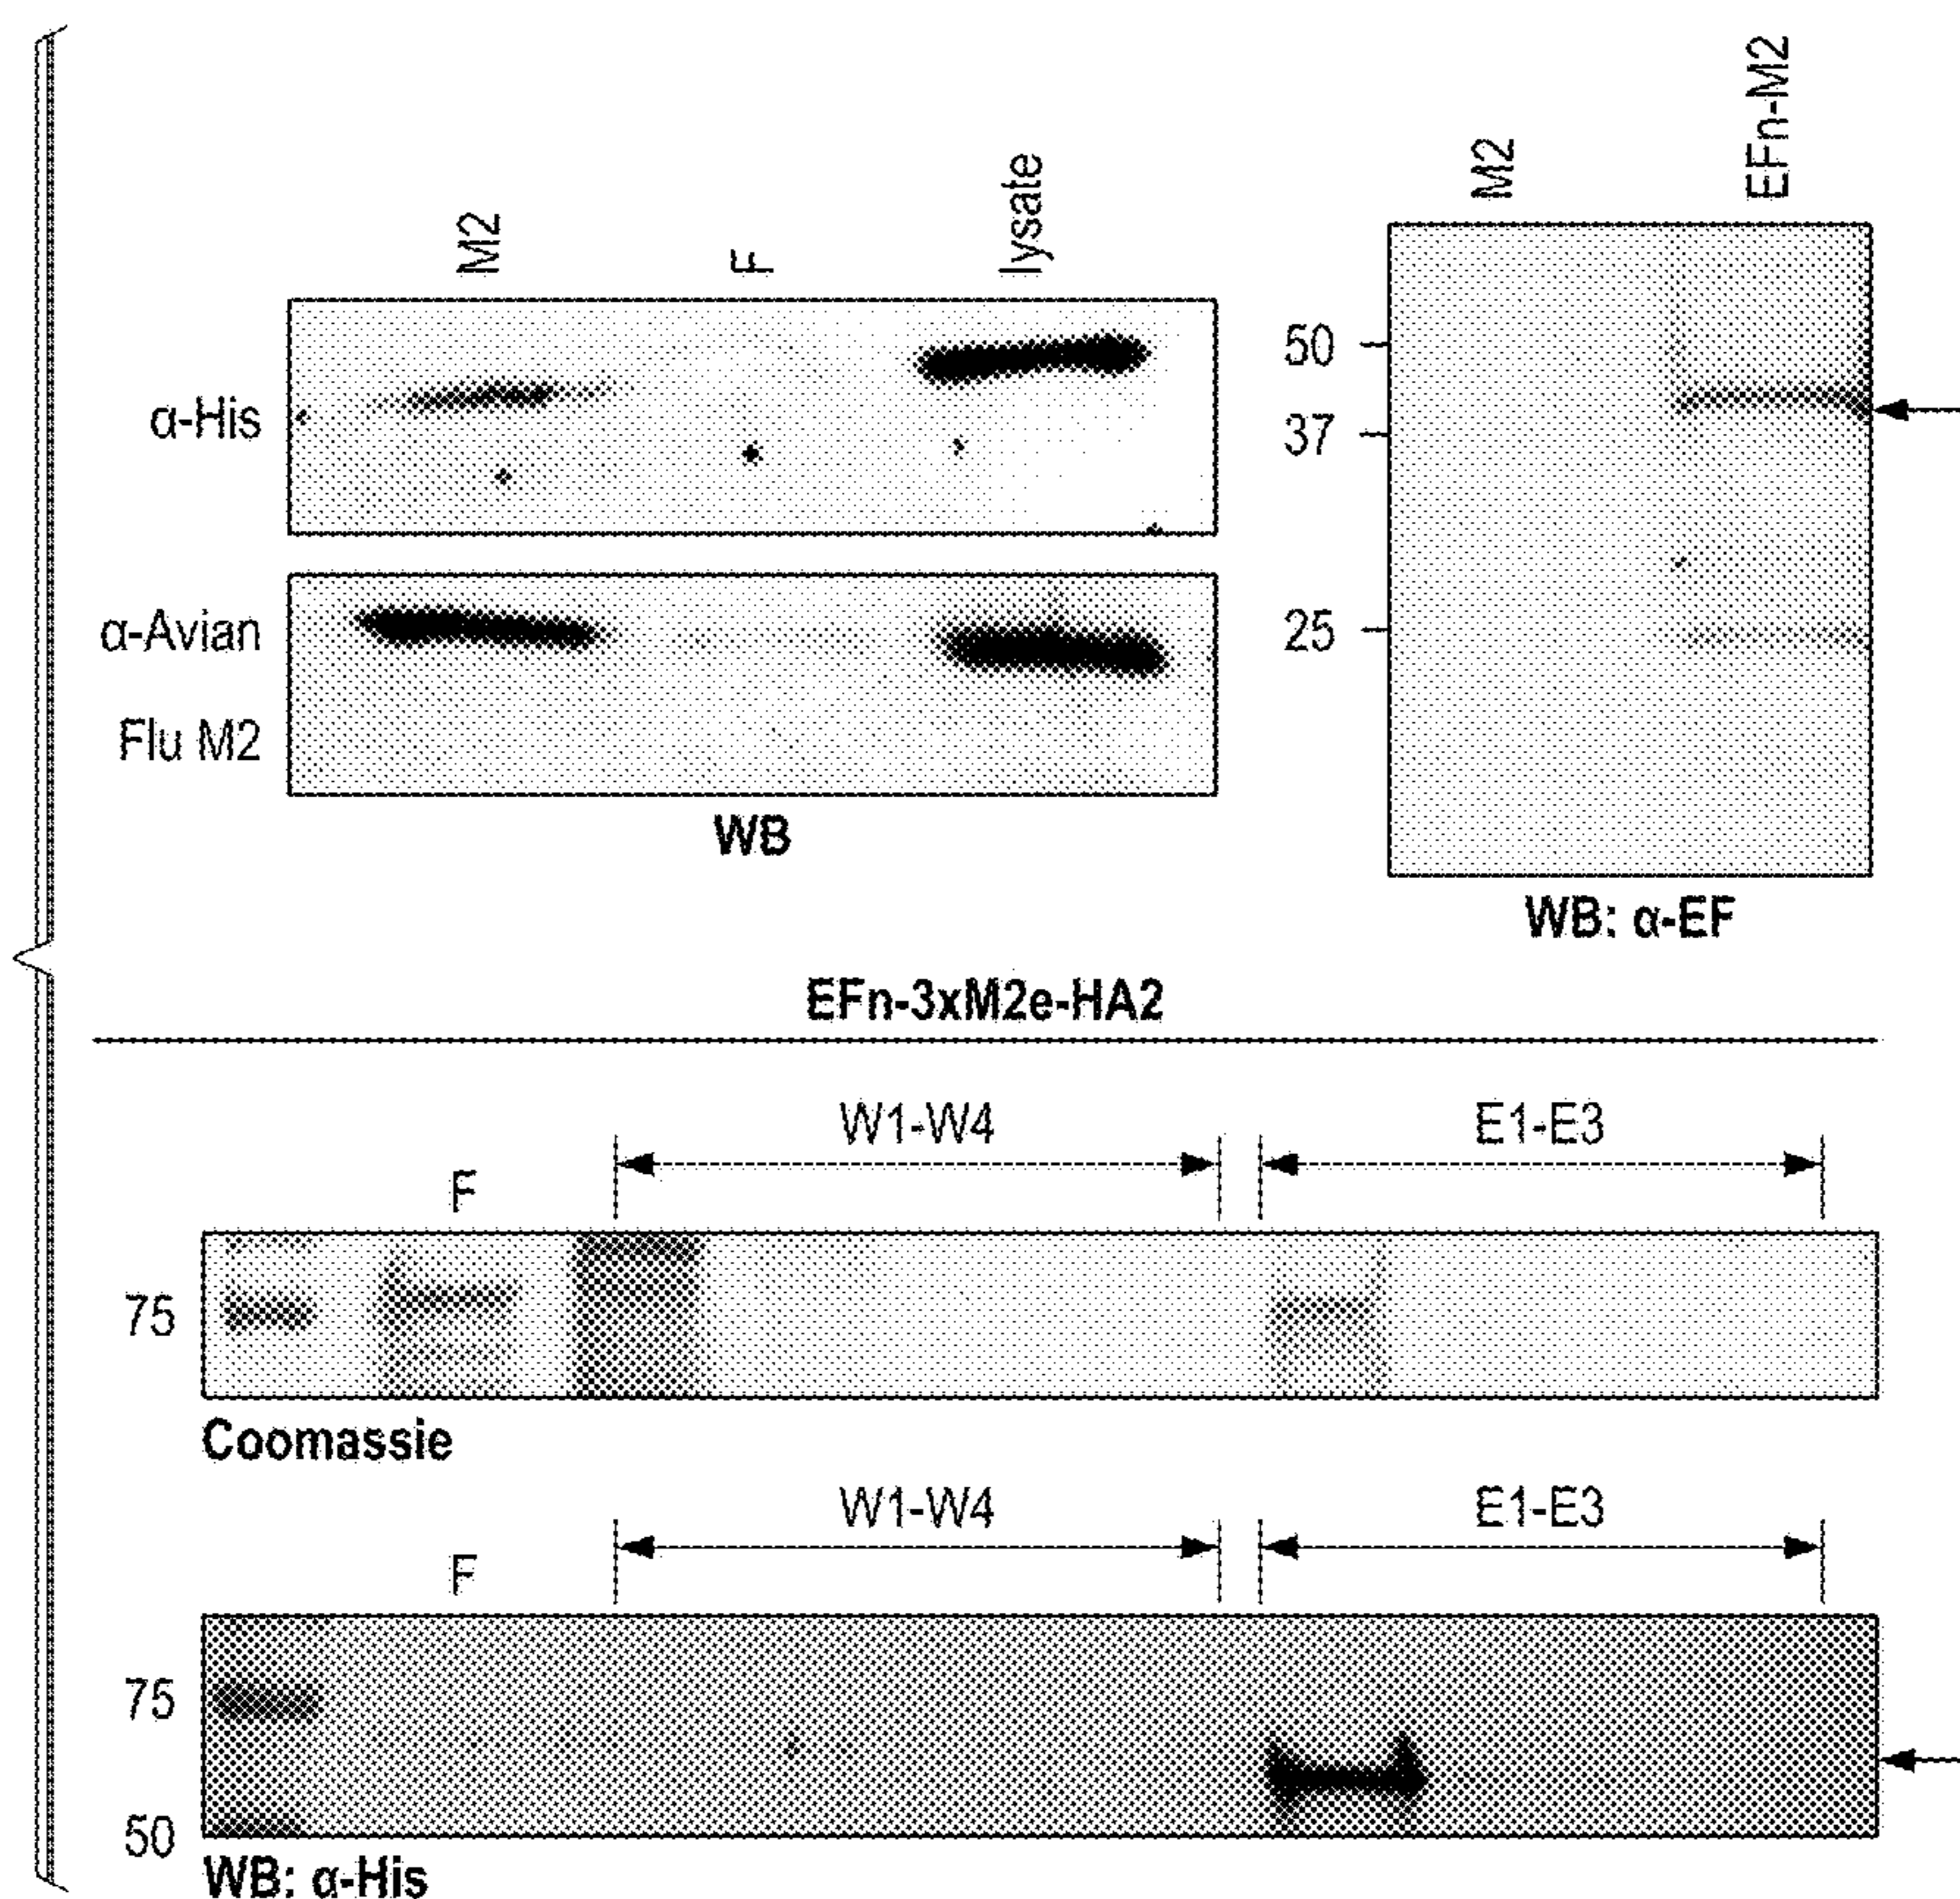 M2
F
lysate
α-His
α-Avian
Flu M2
WB
M2
EFn-M2
50
37
25
WB: α-EF
EFn-3xM2e-HA2
W1-W4
E1-E3
F
75
Coomassie
W1-W4
E1-E3
F
75
50
WB: α-His